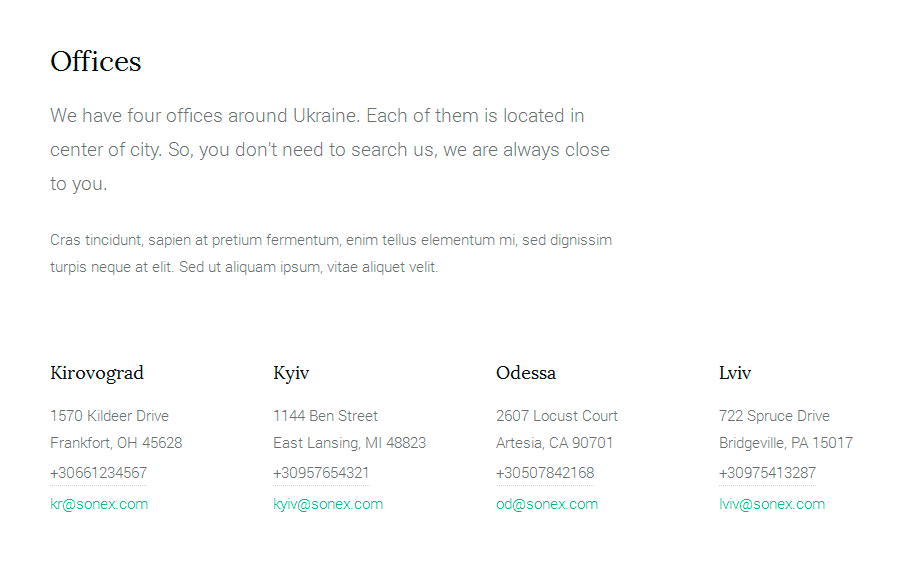 Offices
We have four offices around Ukraine. Each of them is located in
center of city. So, you don't need to search us, we are always close
to you.
Cras tincidunt, sapien at pretium fermentum, enim tellus elementum mi, sed dignissim
turpis neque at elit. Sed ut aliquam ipsum, vitae aliquet velit.
Kirovograd
1570 Kildeer Drive
Frankfort, OH 45628
+30661234567
kr@sonex.com
Kyiv
1144 Ben Street
East Lansing, MI 48823
+30957654321
kyiv@sonex.com
Odessa
2607 Locust Court
Artesia, CA 90701
+30507842168
od@sonex.com
Lviv
722 Spruce Drive
Bridgeville, PA 15017
+30975413287
lviv@sonex.com